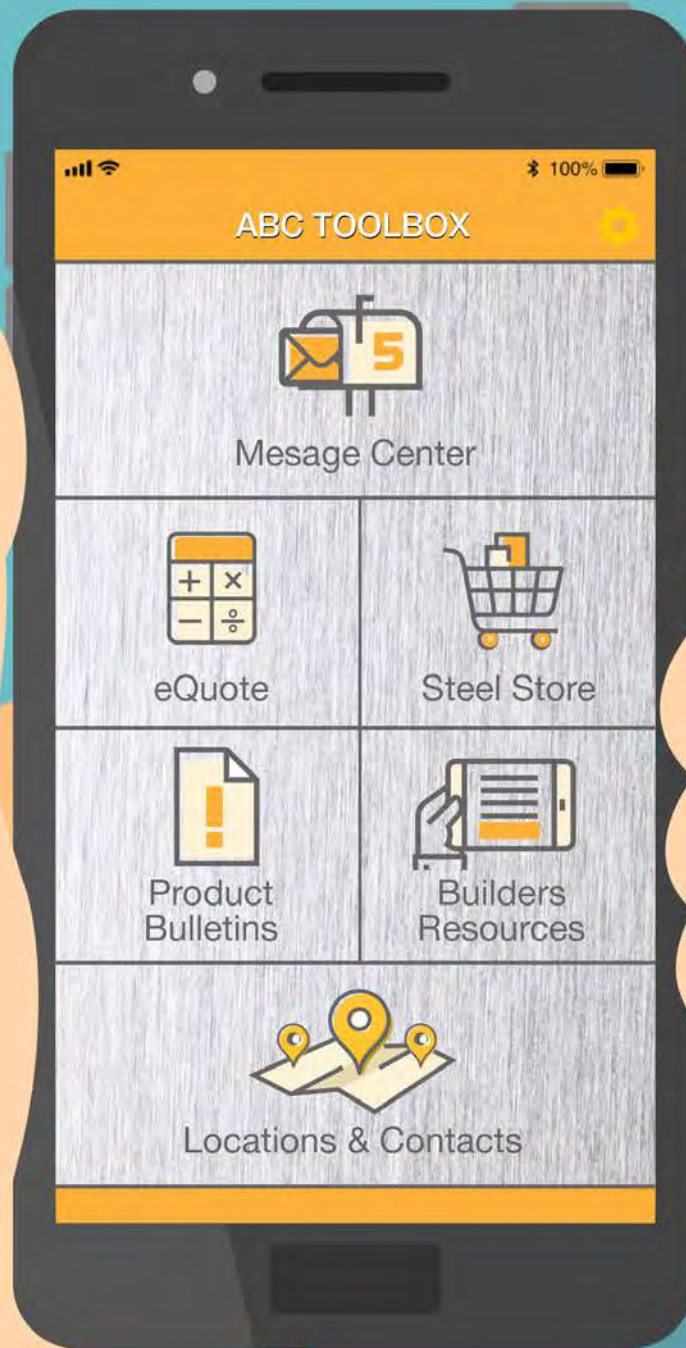 100%
ABC TOOLBOX
5
Mesage Center
+ ×
− ÷
eQuote
Steel Store
!
Product
Bulletins
Builders
Resources
Locations & Contacts